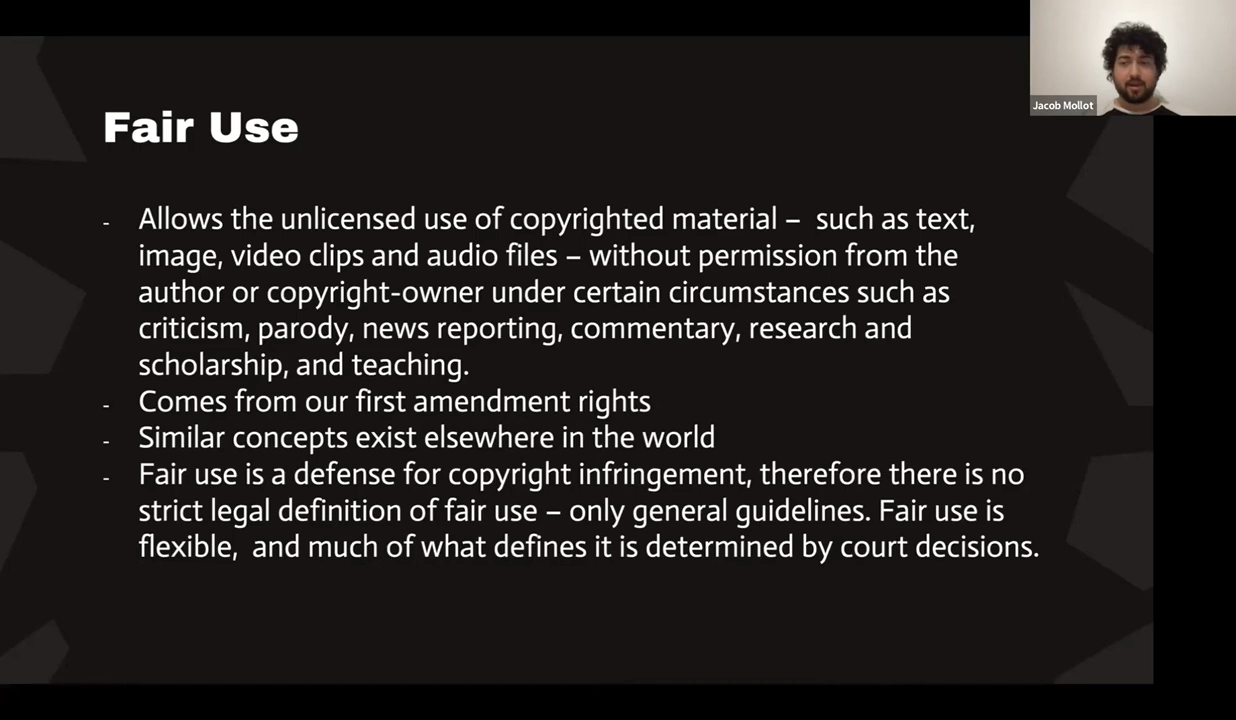 Jacob Mollot
Fair Use
- Allows the unlicensed use of copyrighted material –  such as text,
image, video clips and audio files – without permission from the
author or copyright-owner under certain circumstances such as
criticism, parody, news reporting, commentary, research and
scholarship, and teaching.
- Comes from our first amendment rights
- Similar concepts exist elsewhere in the world
- Fair use is a defense for copyright infringement, therefore there is no
strict legal definition of fair use – only general guidelines. Fair use is
flexible,  and much of what defines it is determined by court decisions.